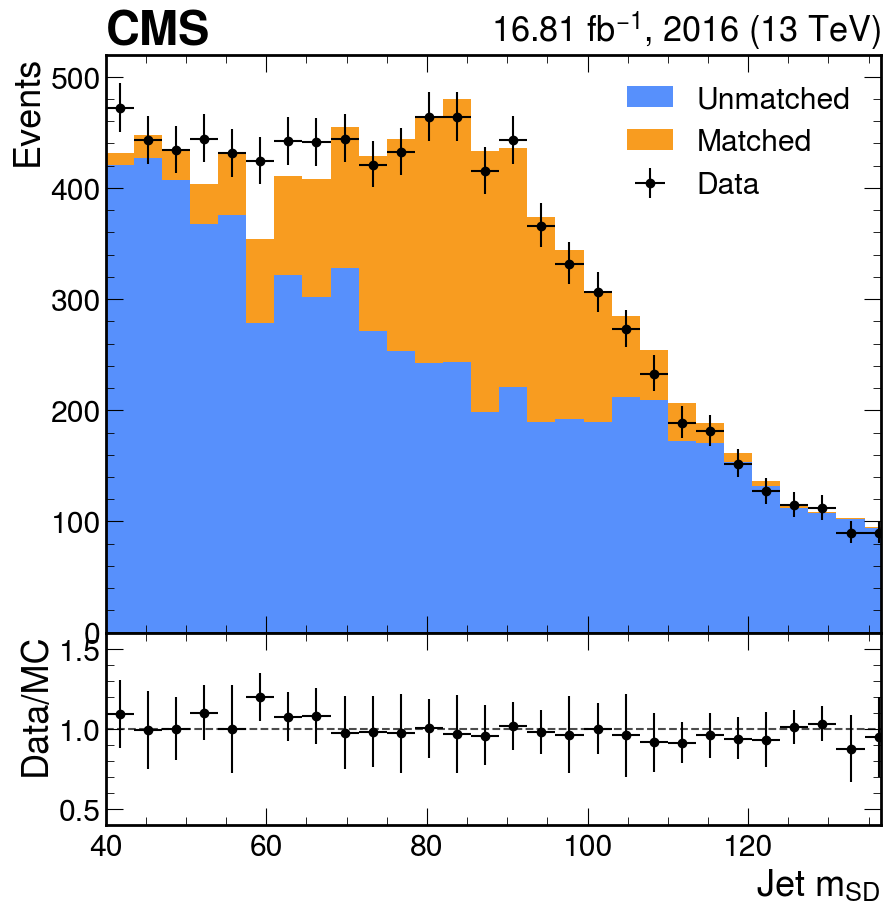 CMS 16.81 fb⁻¹, 2016 (13 TeV)
Events
500
400
300
200
100
0
Unmatched
Matched
Data
Data/MC
1.5
1.0
0.5
40 60 80 100 120
Jet m_SD